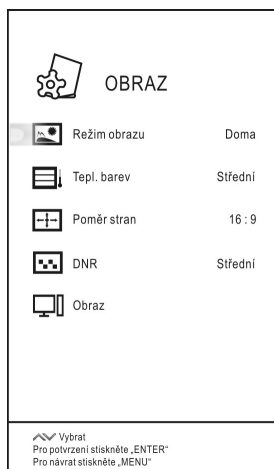 OBRAZ
Režim obrazu Doma
Tepl. barev Střední
Poměr stran 16 : 9
DNR Střední
Obraz
Vybrat
Pro potvrzení stiskněte „ENTER“
Pro návrat stiskněte „MENU“